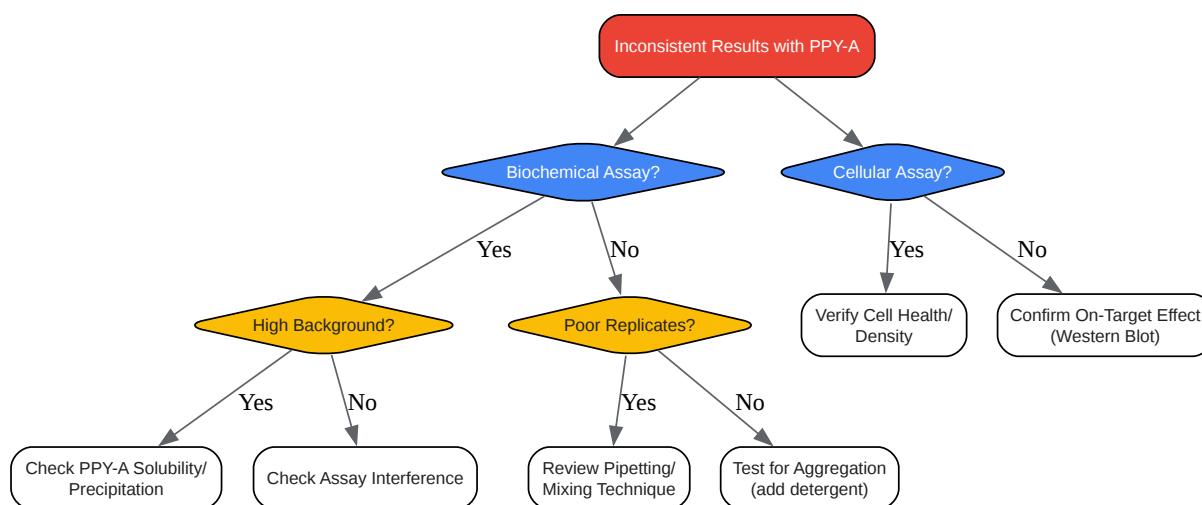 Inconsistent Results with PPY-A
Biochemical Assay?
Cellular Assay?
Yes
No
Yes
No
High Background?
Poor Replicates?
Verify Cell Health/
Density
Confirm On-Target Effect
(Western Blot)
Yes
No
Yes
No
Check PPY-A Solubility/
Precipitation
Check Assay Interference
Review Pipetting/
Mixing Technique
Test for Aggregation
(add detergent)